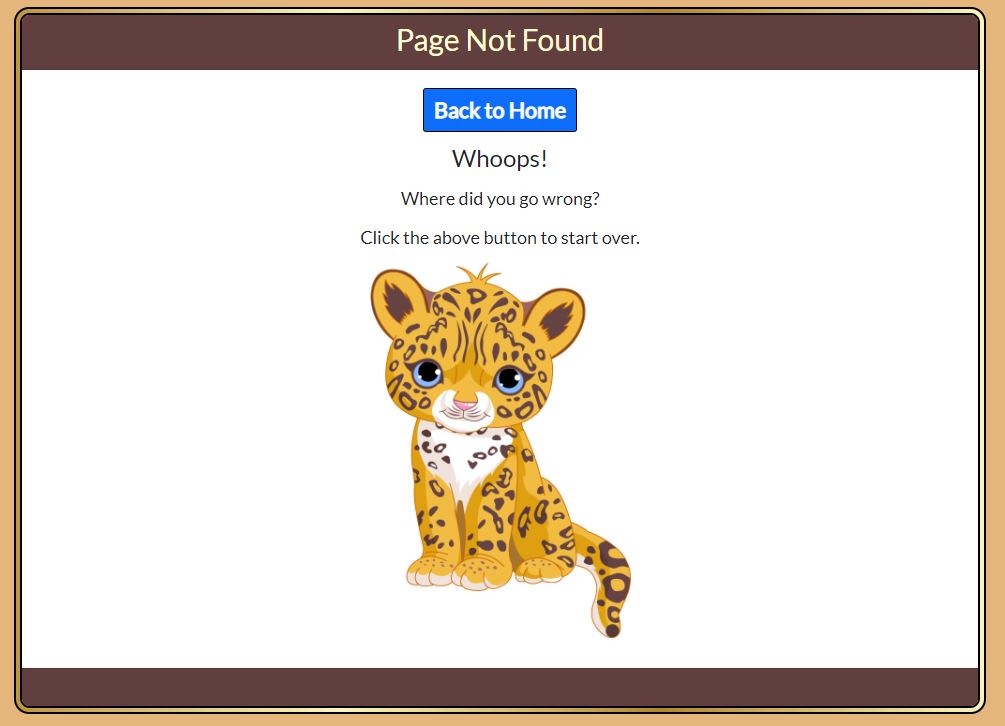 Page Not Found
Back to Home
Whoops!
Where did you go wrong?
Click the above button to start over.